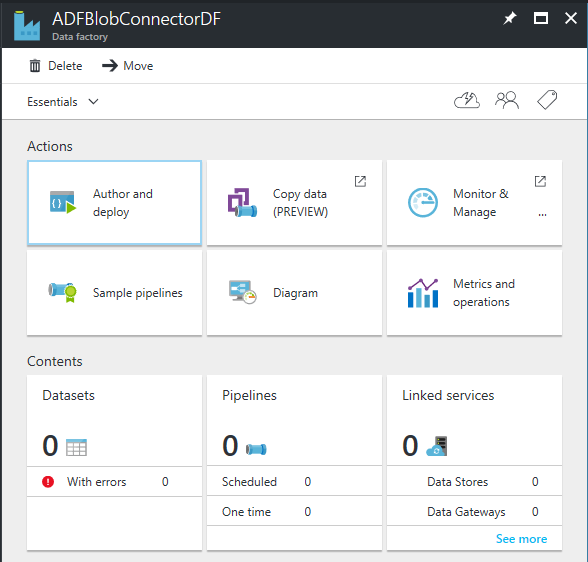 ADFBlobConnectorDF
Data factory
Delete
Move
Essentials
Actions
Author and
deploy
Copy data
(PREVIEW)
Monitor &
Manage
...
Sample pipelines
Diagram
Metrics and
operations
Contents
Datasets
0
With errors 0
Pipelines
0
Scheduled 0
One time 0
Linked services
0
Data Stores 0
Data Gateways 0
See more